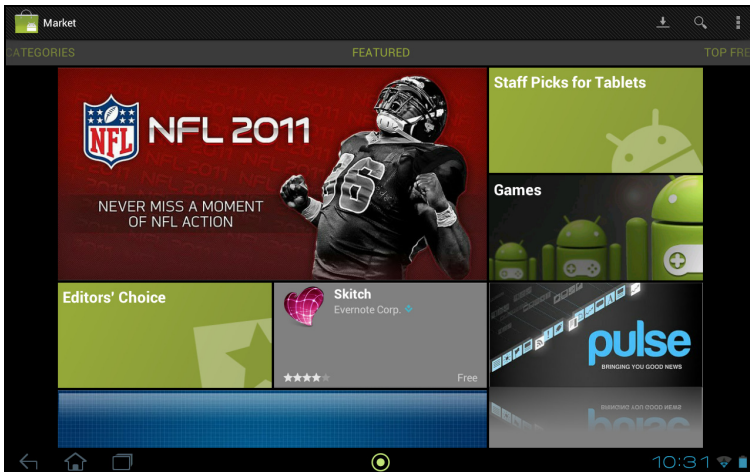 Market
CATEGORIES
FEATURED
TOP FRE
NFL
NFL 2011
NEVER MISS A MOMENT
OF NFL ACTION
Staff Picks for Tablets
Games
Editors' Choice
Skitch
Evernote Corp.
Free
pulse
BRINGING YOU GOOD NEWS
10:31